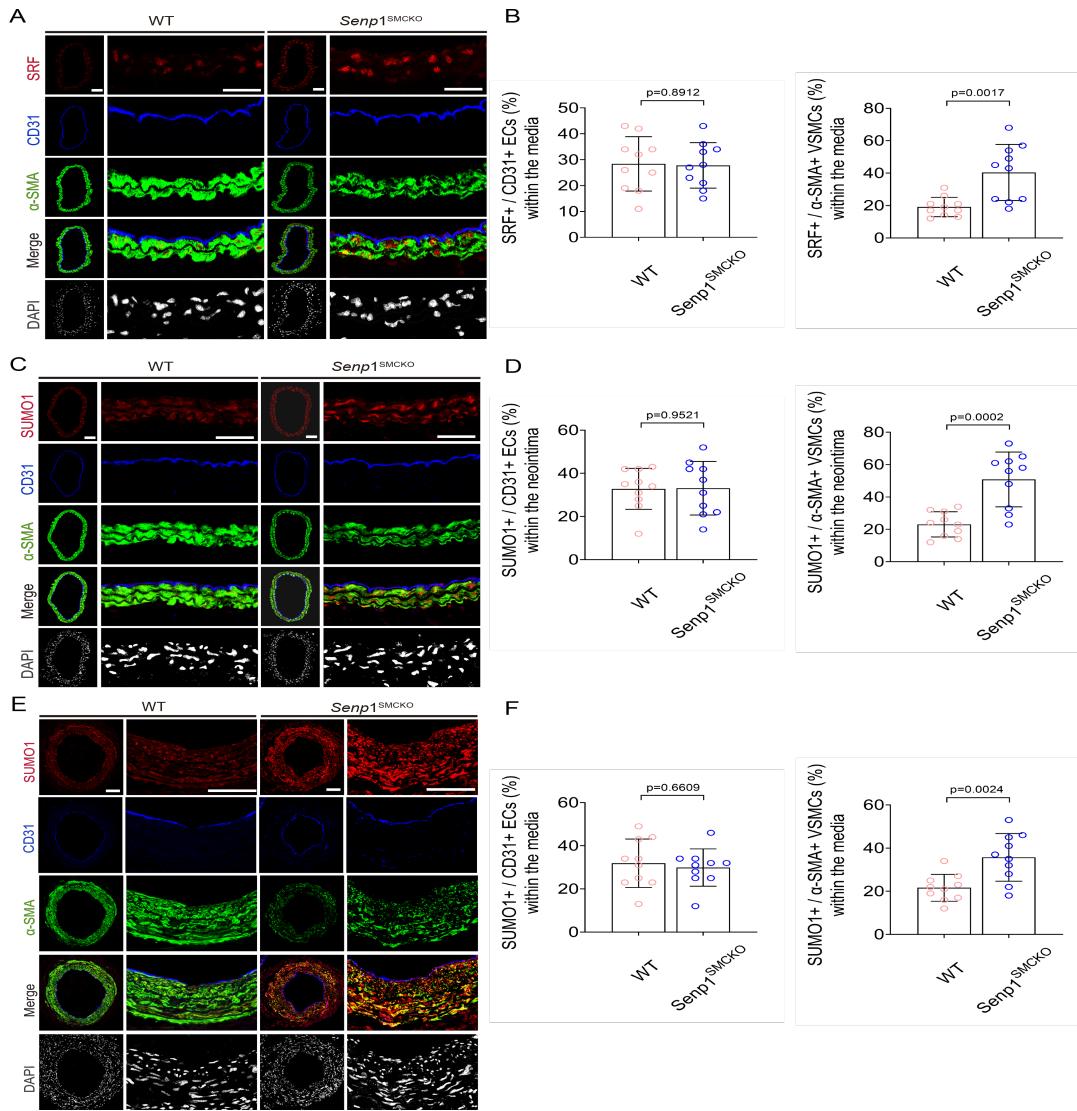 A
WT
Senp1SMCKO
SRF
CD31
α-SMA
Merge
DAPI
B
SRF+ / CD31+ ECs (%)
within the media
p=0.8912
50
40
30
20
10
0
WT
Senp1SMCKO
SRF+ / α-SMA+ VSMCs (%)
within the media
p=0.0017
80
60
40
20
0
WT
Senp1SMCKO
C
WT
Senp1SMCKO
SUMO1
CD31
α-SMA
Merge
DAPI
D
SUMO1+ / CD31+ ECs (%)
within the neointima
p=0.9521
60
40
20
0
WT
Senp1SMCKO
SUMO1+ / α-SMA+ VSMCs (%)
within the neointima
p=0.0002
80
60
40
20
0
WT
Senp1SMCKO
E
WT
Senp1SMCKO
SUMO1
CD31
α-SMA
Merge
DAPI
F
SUMO1+ / CD31+ ECs (%)
within the media
p=0.6609
60
40
20
0
WT
Senp1SMCKO
SUMO1+ / α-SMA+ VSMCs (%)
within the media
p=0.0024
60
40
20
0
WT
Senp1SMCKO